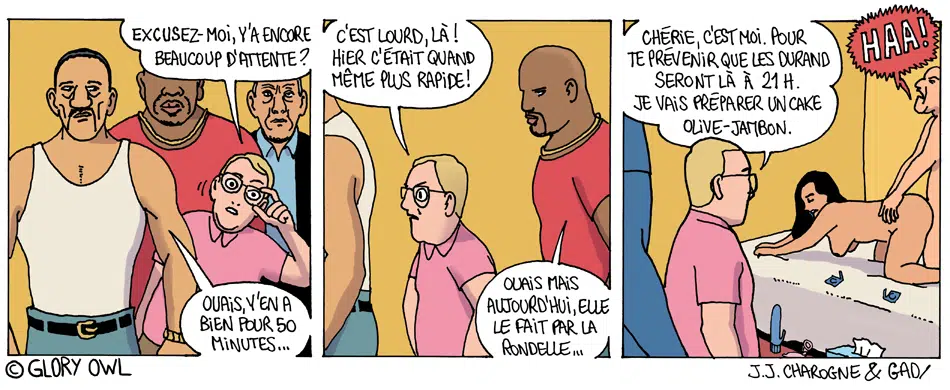 EXCUSEZ-MOI, Y'A ENCORE
BEAUCOUP D'ATTENTE ?
OUAIS, Y'EN A
BIEN POUR 50
MINUTES...
C'EST LOURD, LÀ !
HIER C'ÉTAIT QUAND
MÊME PLUS RAPIDE !
OUAIS MAIS
AUJOURD'HUI, ELLE
LE FAIT PAR LA
RONDELLE...
CHÉRIE, C'EST MOI. POUR
TE PRÉVENIR QUE LES DURAND
SERONT LÀ À 21 H.
JE VAIS PRÉPARER UN CAKE
OLIVE-JAMBON.
HAA!
© GLORY OWL
J.J. CHAROGNE & GAD/